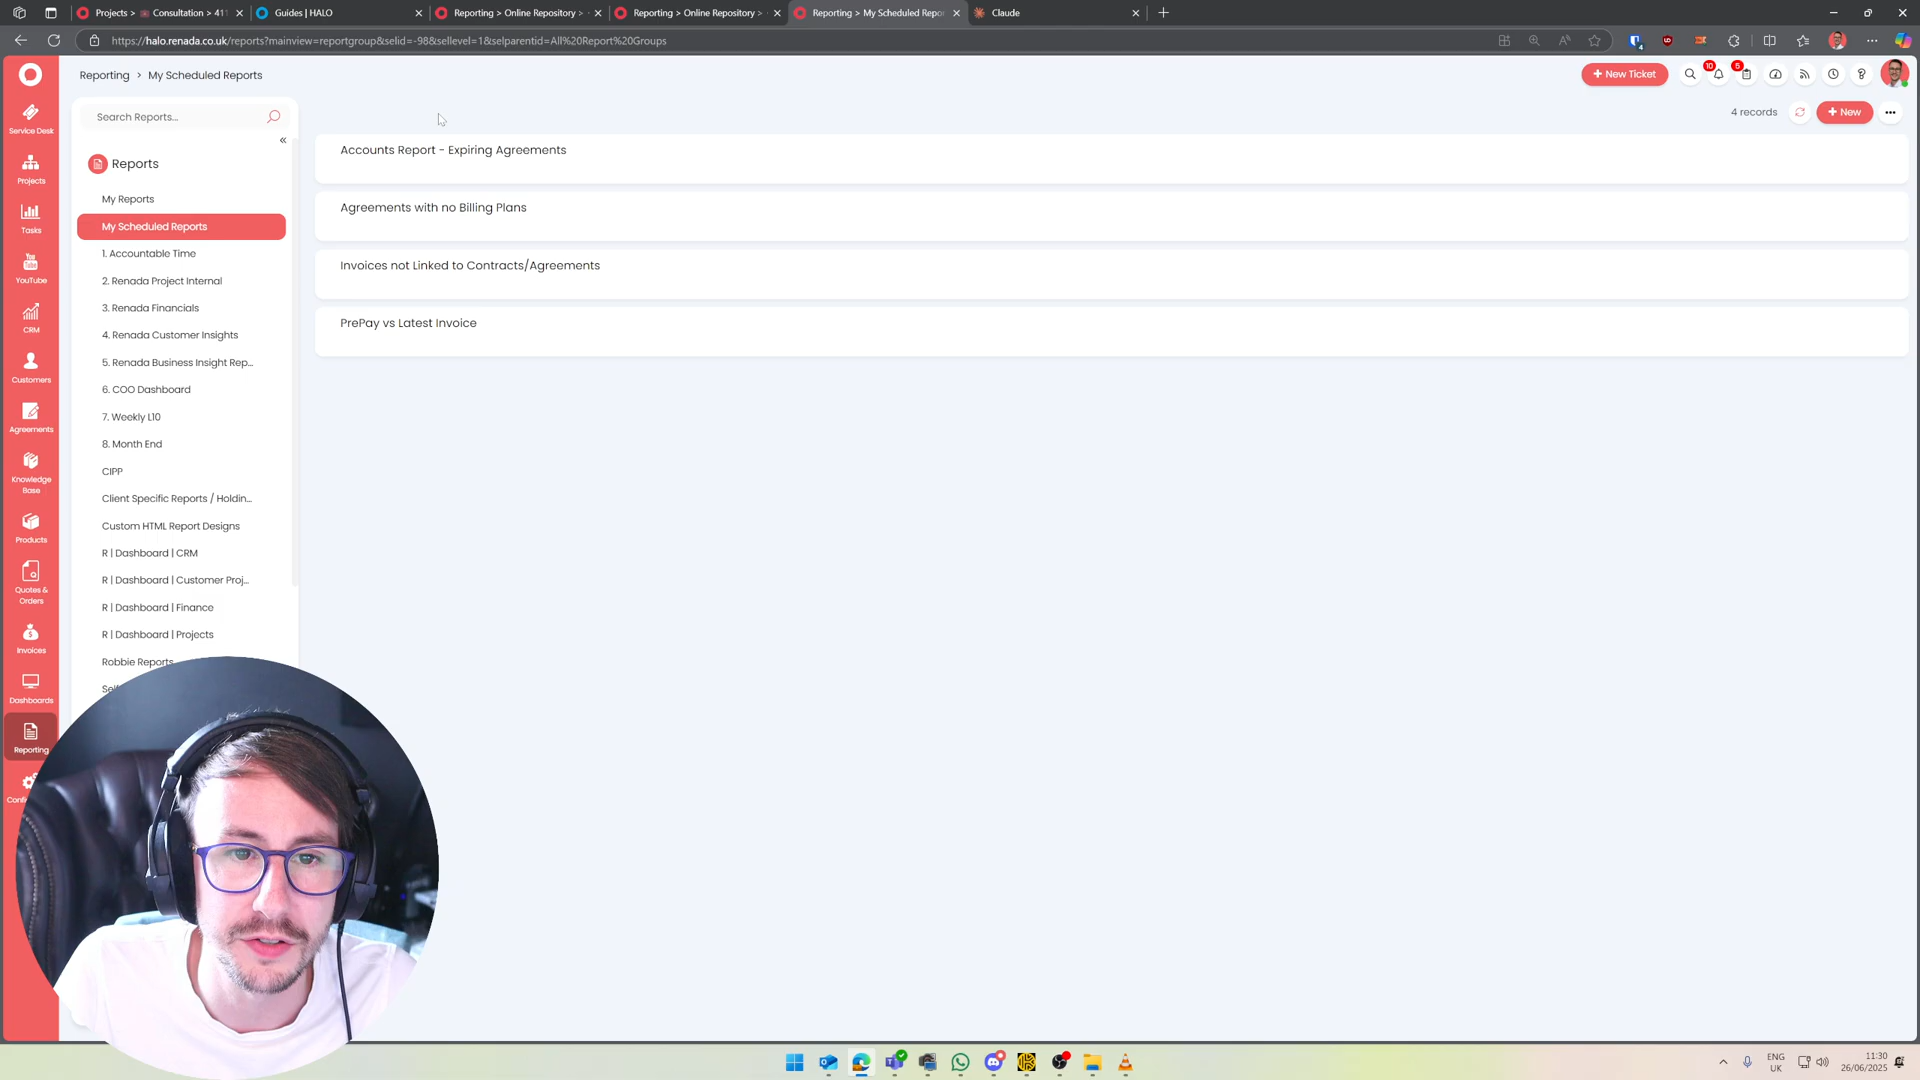 Projects > Consultation > 411
Guides | HALO
Reporting > Online Repository >
Reporting > Online Repository >
Reporting > My Scheduled Repor
Claude
https://halo.renada.co.uk/reports?mainview=reportgroup&selid=-98&sellevel=1&selparentid=All%20Report%20Groups
4
Reporting > My Scheduled Reports
+ New Ticket
10
5
Search Reports...
4 records
+ New
«
Reports
My Reports
My Scheduled Reports
1. Accountable Time
2. Renada Project Internal
3. Renada Financials
4. Renada Customer Insights
5. Renada Business Insight Rep...
6. COO Dashboard
7. Weekly L10
8. Month End
CIPP
Client Specific Reports / Holdin...
Custom HTML Report Designs
R | Dashboard | CRM
R | Dashboard | Customer Proj...
R | Dashboard | Finance
R | Dashboard | Projects
Robbie Reports
Accounts Report - Expiring Agreements
Agreements with no Billing Plans
Invoices not Linked to Contracts/Agreements
PrePay vs Latest Invoice
Service Desk
Projects
Tasks
You
Tube
YouTube
CRM
Customers
Agreements
Knowledge
Base
Products
Quotes &
Orders
Invoices
Dashboards
Reporting
ENG
UK
11:30
26/06/2025